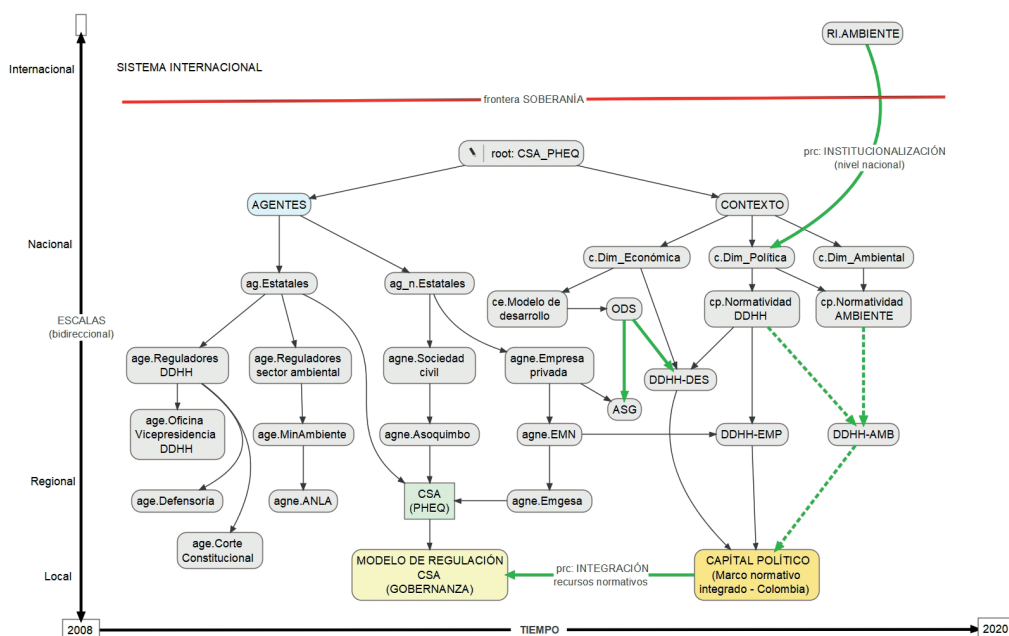 RI.AMBIENTE
Internacional
SISTEMA INTERNACIONAL
frontera SOBERANÍA
root: CSA_PHEQ
prc: INSTITUCIONALIZACIÓN
(nivel nacional)
AGENTES
CONTEXTO
Nacional
c.Dim_Económica
c.Dim_Política
c.Dim_Ambiental
ag.Estatales
ag_n.Estatales
ce.Modelo de
desarrollo
ODS
cp.Normatividad
DDHH
cp.Normatividad
AMBIENTE
ESCALAS
(bidireccional)
age.Reguladores
DDHH
age.Reguladores
sector ambiental
agne.Sociedad
civil
agne.Empresa
privada
DDHH-DES
ASG
age.Oficina
Vicepresidencia
DDHH
age.MinAmbiente
agne.Asoquimbo
agne.EMN
DDHH-EMP
DDHH-AMB
Regional
age.Defensoría
agne.ANLA
CSA
(PHEQ)
agne.Emgesa
age.Corte
Constitucional
Local
MODELO DE REGULACIÓN
CSA
(GOBERNANZA)
prc: INTEGRACIÓN
recursos normativos
CAPÍTAL POLÍTICO
(Marco normativo
integrado - Colombia)
2008
TIEMPO
2020